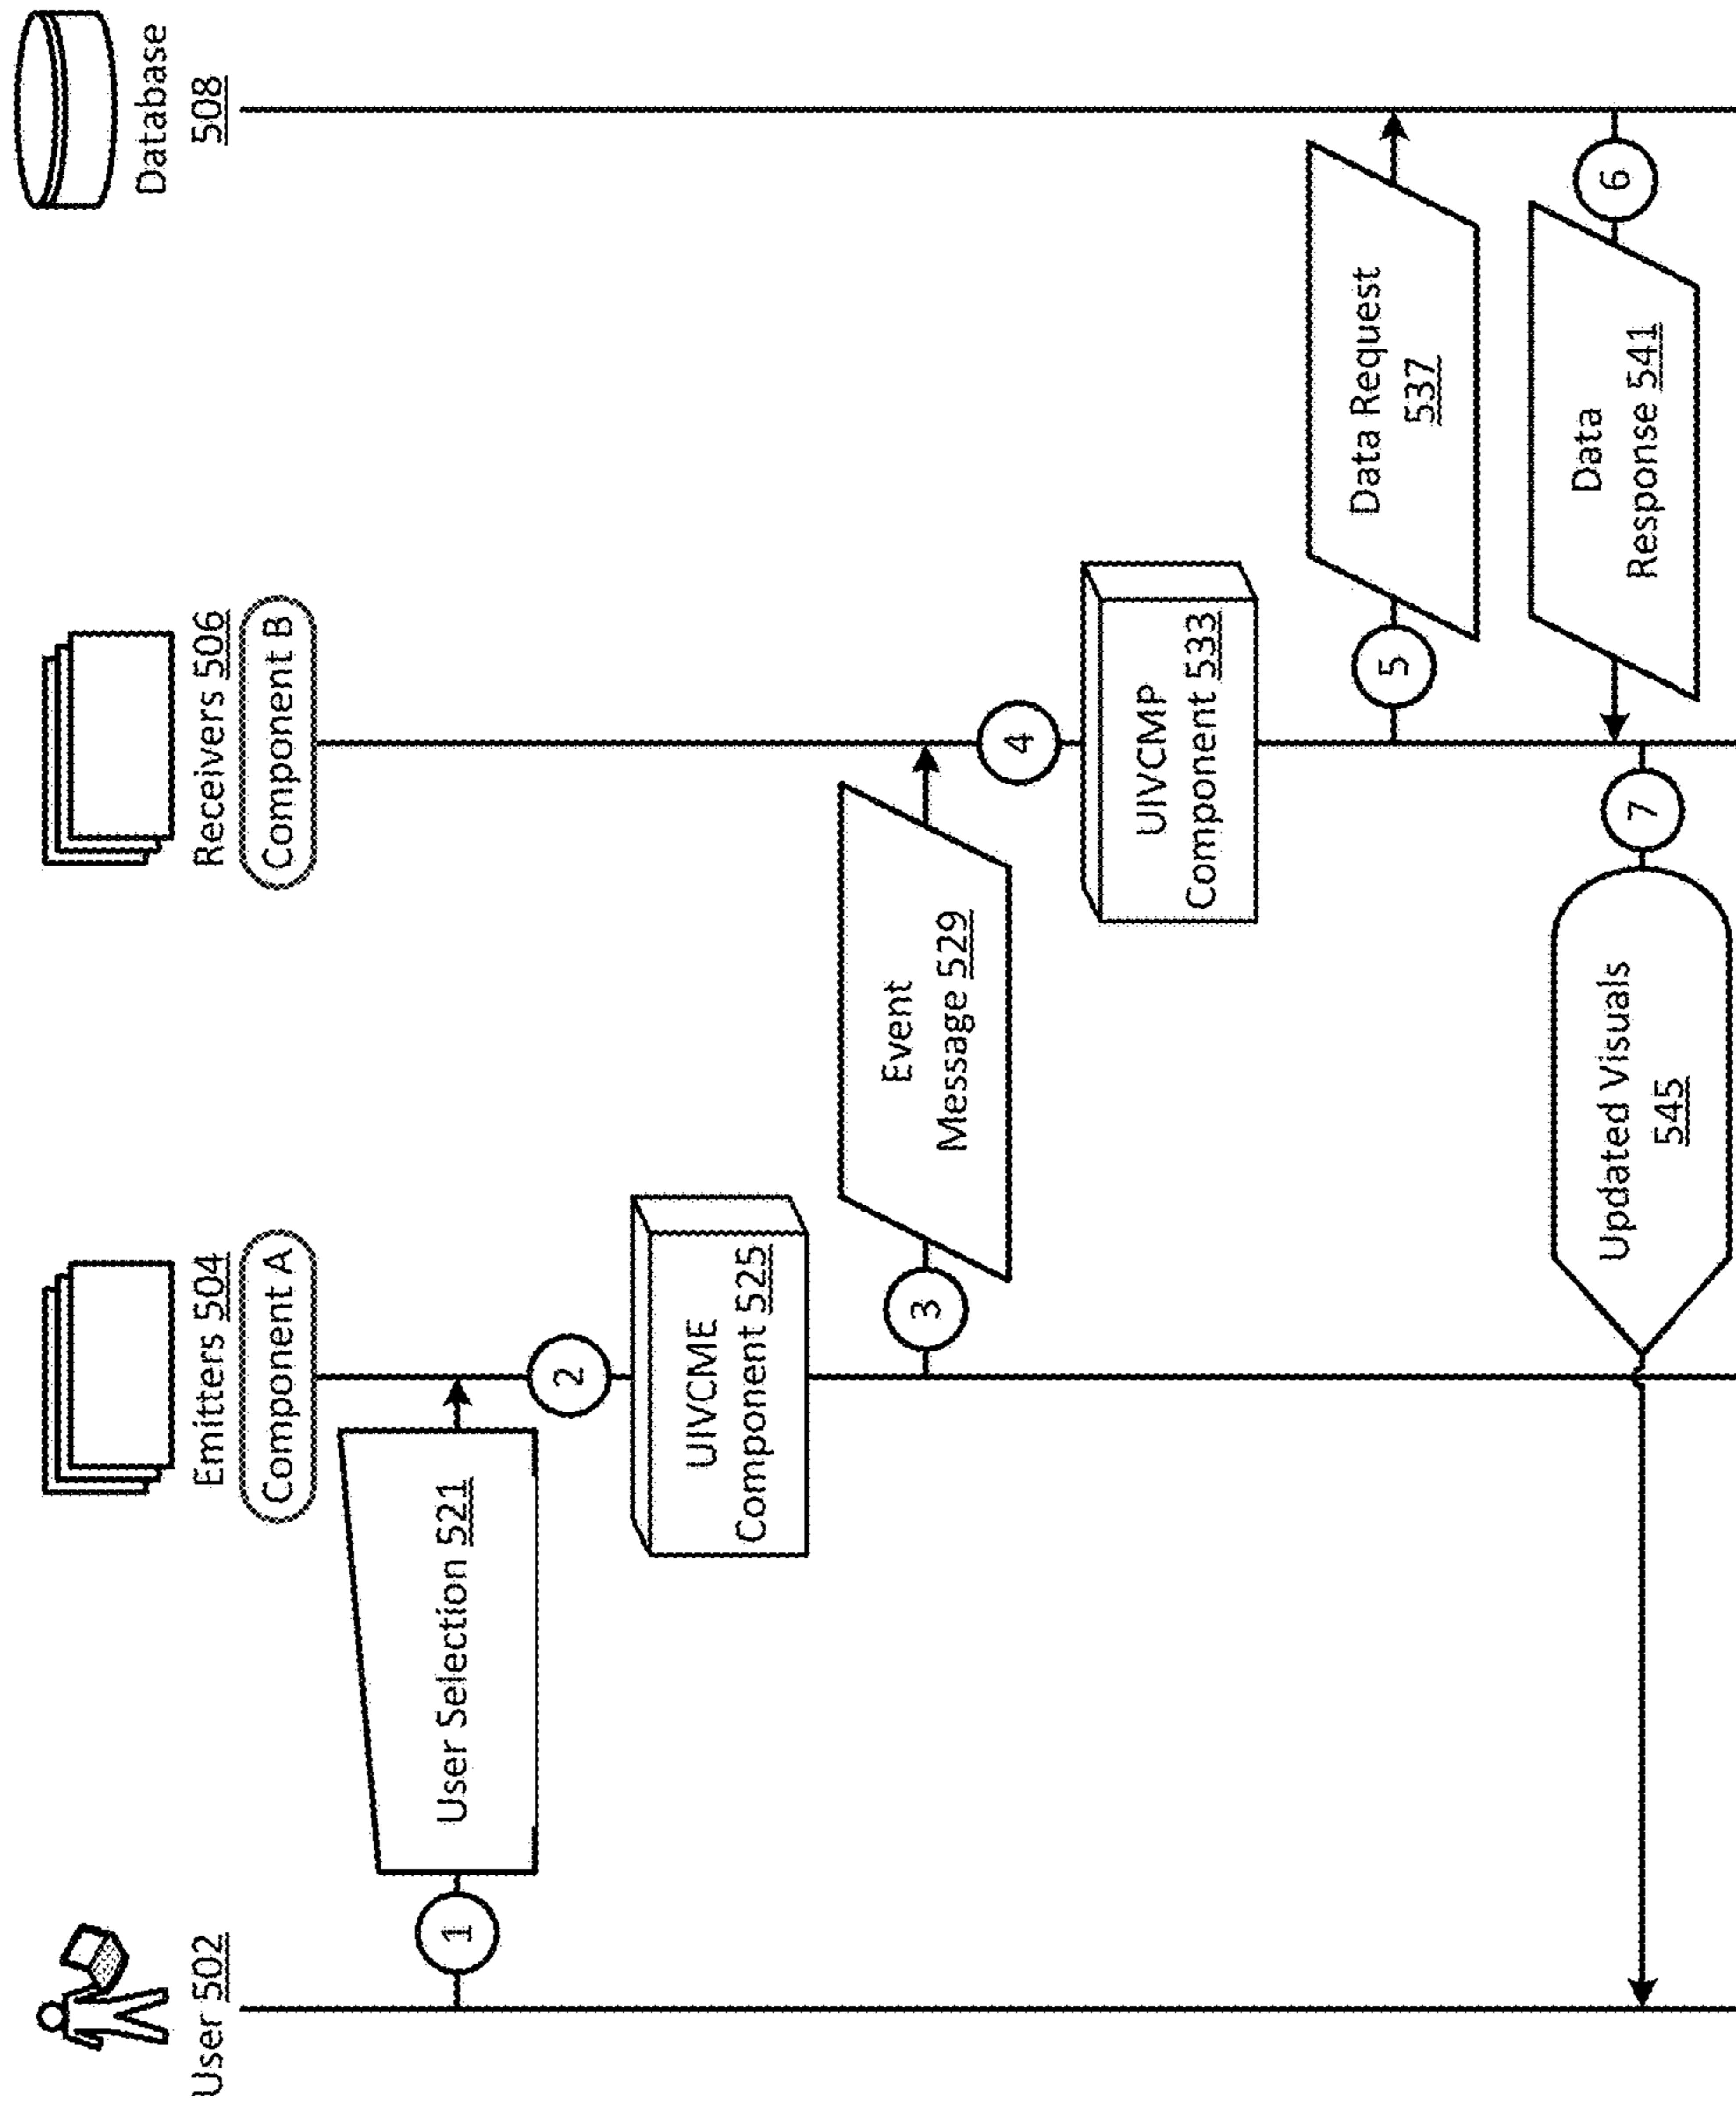 User 502
Emitters 504
Component A
Receivers 506
Component B
Database
508
1
User Selection 521
2
UIVCME
Component 525
3
Event
Message 529
4
UIVCMP
Component 533
5
Data Request
537
6
Data
Response 541
7
Updated Visuals
545